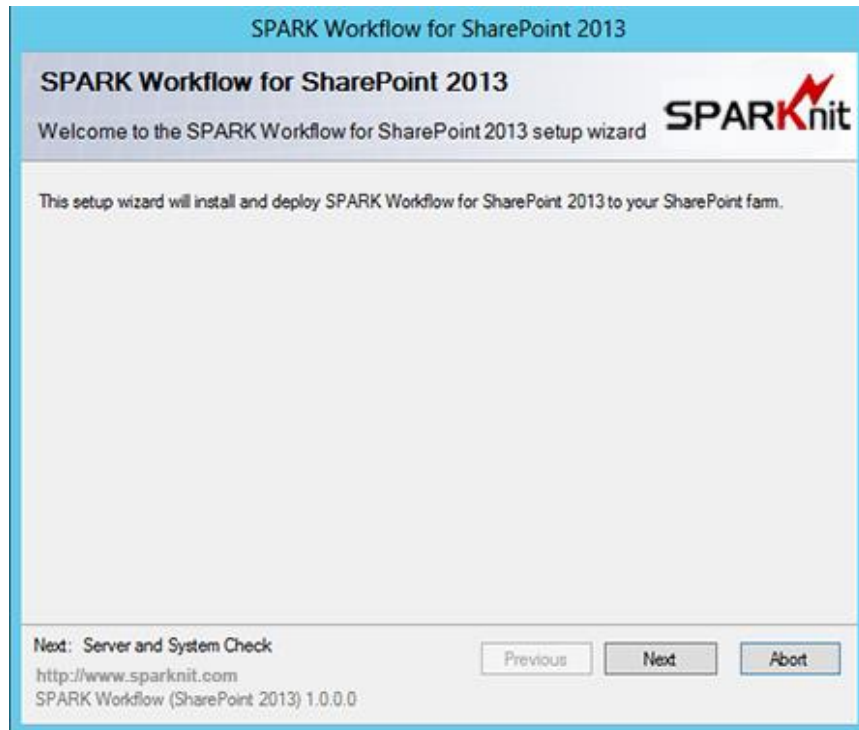 SPARK Workflow for SharePoint 2013
SPARK Workflow for SharePoint 2013
Welcome to the SPARK Workflow for SharePoint 2013 setup wizard
SPARKnit
This setup wizard will install and deploy SPARK Workflow for SharePoint 2013 to your SharePoint farm.
Next: Server and System Check
http://www.sparknit.com
SPARK Workflow (SharePoint 2013) 1.0.0.0
Previous
Next
Abort